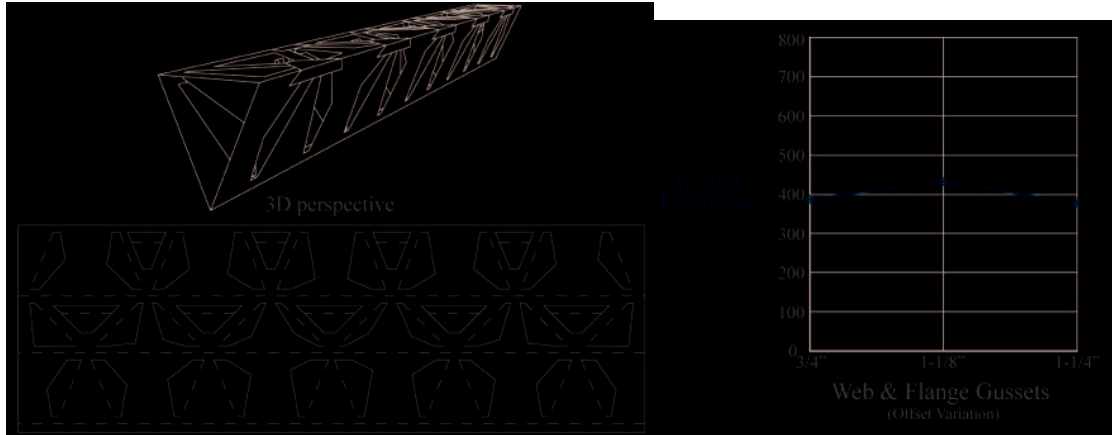 3D perspective
800
700
600
500
400
300
200
100
0
3/4" 1-1/8" 1-1/4"
Web & Flange Gussets
(Offset Variation)